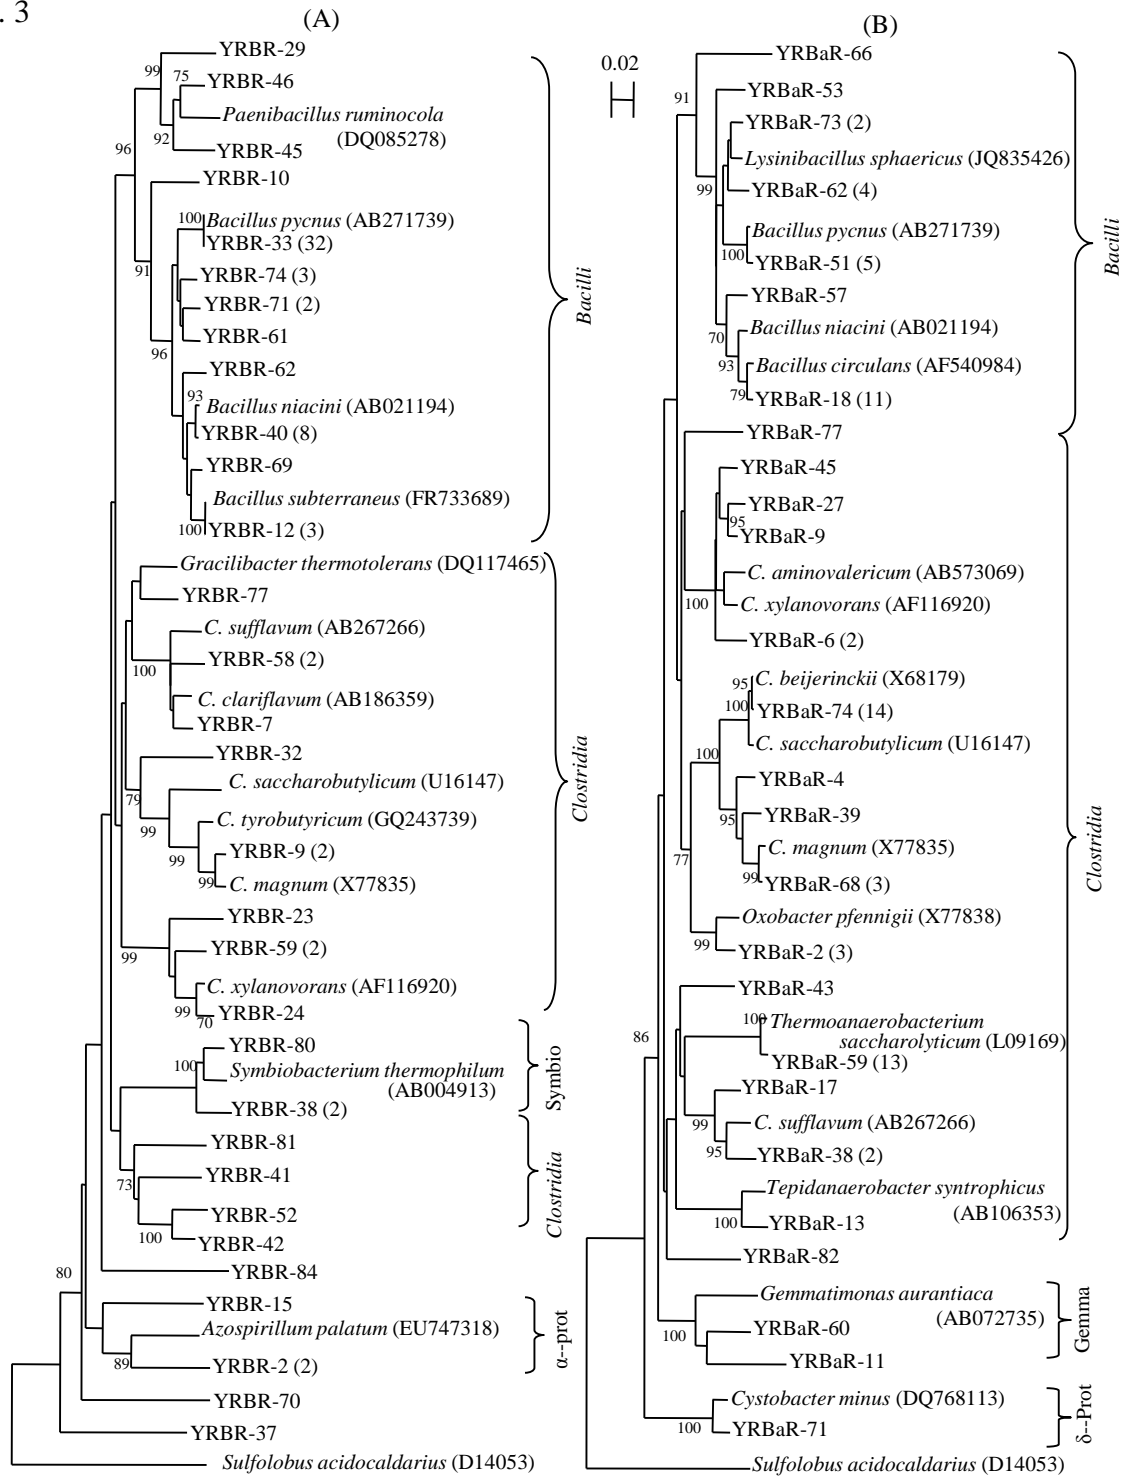 . 3
(A)
YRBR-29
99
75
YRBR-46
Paenibacillus ruminocola
(DQ085278)
92
YRBR-45
96
YRBR-10
100
Bacillus pycnus (AB271739)
YRBR-33 (32)
91
YRBR-74 (3)
YRBR-71 (2)
YRBR-61
96
YRBR-62
93
Bacillus niacini (AB021194)
YRBR-40 (8)
YRBR-69
Bacillus subterraneus (FR733689)
100
YRBR-12 (3)
Bacilli
Gracilibacter thermotolerans (DQ117465)
YRBR-77
C. sufflavum (AB267266)
100
YRBR-58 (2)
C. clariflavum (AB186359)
YRBR-7
YRBR-32
C. saccharobutylicum (U16147)
79
99
C. tyrobutyricum (GQ243739)
99
YRBR-9 (2)
99
C. magnum (X77835)
YRBR-23
99
YRBR-59 (2)
C. xylanovorans (AF116920)
99
70
YRBR-24
Clostridia
YRBR-80
100
Symbiobacterium thermophilum
(AB004913)
YRBR-38 (2)
Symbio
YRBR-81
YRBR-41
73
YRBR-52
100
YRBR-42
Clostridia
YRBR-84
80
YRBR-15
Azospirillum palatum (EU747318)
89
YRBR-2 (2)
α--prot
YRBR-70
YRBR-37
Sulfolobus acidocaldarius (D14053)
(B)
0.02
YRBaR-66
91
YRBaR-53
YRBaR-73 (2)
Lysinibacillus sphaericus (JQ835426)
99
YRBaR-62 (4)
Bacillus pycnus (AB271739)
100
YRBaR-51 (5)
YRBaR-57
70
Bacillus niacini (AB021194)
93
Bacillus circulans (AF540984)
79
YRBaR-18 (11)
Bacilli
YRBaR-77
YRBaR-45
YRBaR-27
95
YRBaR-9
C. aminovalericum (AB573069)
100
C. xylanovorans (AF116920)
YRBaR-6 (2)
95
C. beijerinckii (X68179)
100
YRBaR-74 (14)
C. saccharobutylicum (U16147)
100
YRBaR-4
95
YRBaR-39
C. magnum (X77835)
77
99
YRBaR-68 (3)
Oxobacter pfennigii (X77838)
99
YRBaR-2 (3)
YRBaR-43
100
Thermoanaerobacterium
saccharolyticum (L09169)
86
YRBaR-59 (13)
YRBaR-17
99
C. sufflavum (AB267266)
95
YRBaR-38 (2)
Tepidanaerobacter syntrophicus
(AB106353)
100
YRBaR-13
Clostridia
YRBaR-82
Gemmatimonas aurantiaca
(AB072735)
100
YRBaR-60
YRBaR-11
Gemma
Cystobacter minus (DQ768113)
100
YRBaR-71
δ--Prot
Sulfolobus acidocaldarius (D14053)